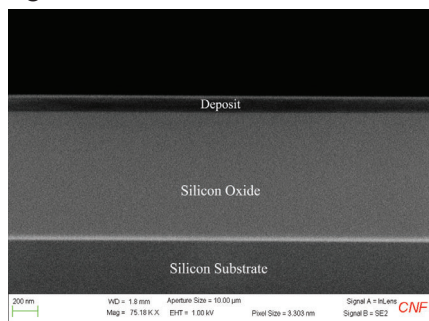 Deposit
Silicon Oxide
Silicon Substrate
200 nm WD = 1.8 mm Aperture Size = 10.00 µm Signal A = InLens CNF
Mag = 75.18 K X EHT = 1.00 kV Pixel Size = 3.303 nm Signal B = SE2